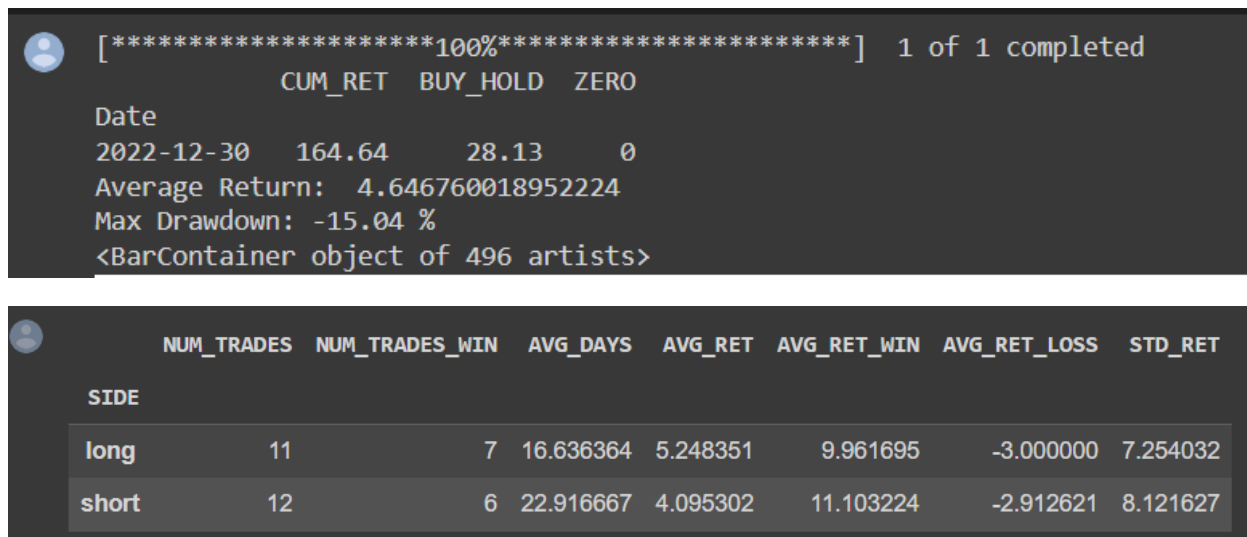 [*********************100%***********************]  1 of 1 completed
CUM_RET  BUY_HOLD  ZERO
Date
2022-12-30  164.64  28.13  0
Average Return:  4.646760018952224
Max Drawdown: -15.04 %
<BarContainer object of 496 artists>
NUM_TRADES  NUM_TRADES_WIN  AVG_DAYS  AVG_RET  AVG_RET_WIN  AVG_RET_LOSS  STD_RET
SIDE
long  11  7  16.636364  5.248351  9.961695  -3.000000  7.254032
short  12  6  22.916667  4.095302  11.103224  -2.912621  8.121627